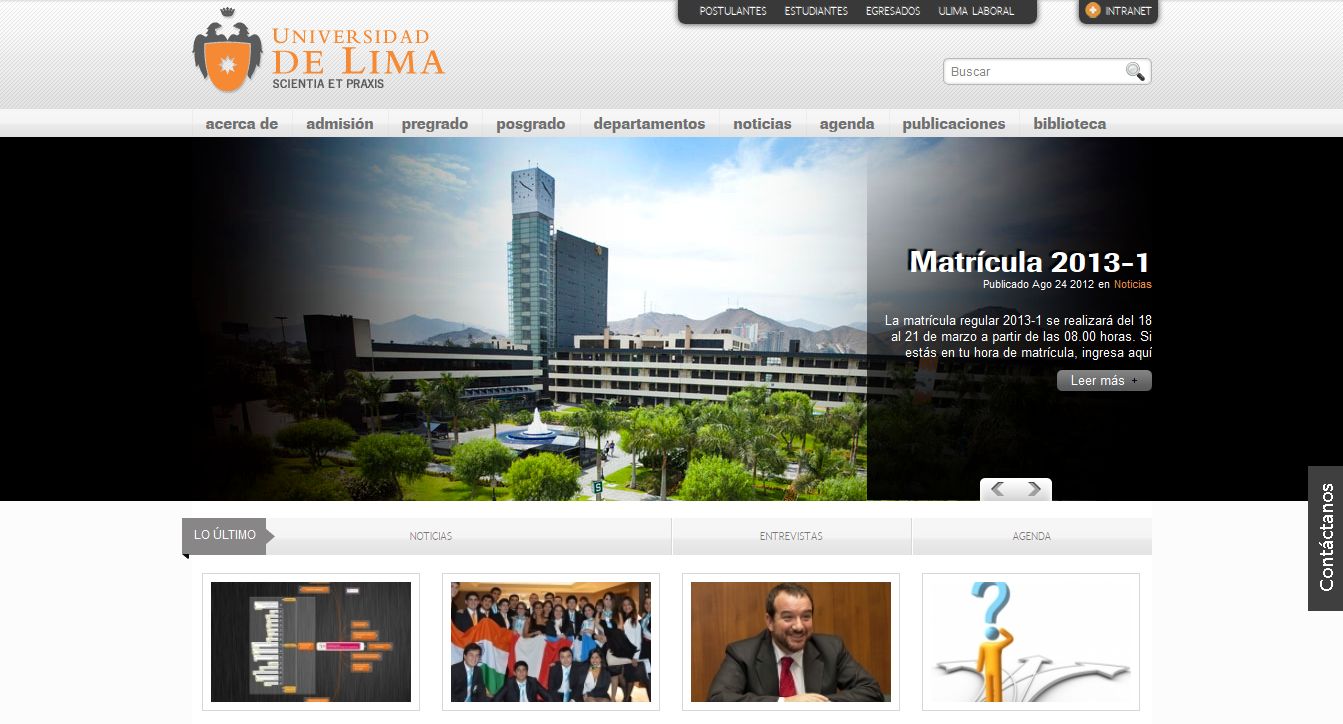 POSTULANTES ESTUDIANTES EGRESADOS ULIMA LABORAL
INTRANET
UNIVERSIDAD
DE LIMA
SCIENTIA ET PRAXIS
Buscar
acerca de admisión pregrado posgrado departamentos noticias agenda publicaciones biblioteca
Matrícula 2013-1
Publicado Ago 24 2012 en Noticias
La matrícula regular 2013-1 se realizará del 18
al 21 de marzo a partir de las 08.00 horas. Si
estás en tu hora de matrícula, ingresa aquí
Leer más +
Contáctanos
LO ÚLTIMO
NOTICIAS
ENTREVISTAS
AGENDA
S
?